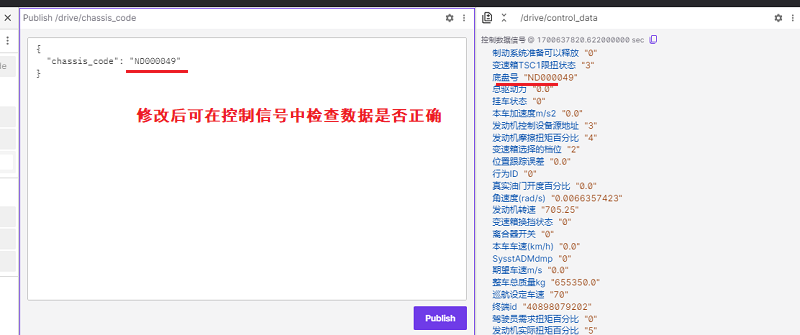 Publish /drive/chassis_code
{
"chassis_code": "ND000049"
}
修改后可在控制信号中检查数据是否正确
Publish
de
/drive/control_data
控制数据信号 @ 1700637820.622000000 sec
制动系统准备可以释放 "0"
变速箱TSC1限扭状态 "3"
底盘号 "ND000049"
总驱动力 "0.0"
挂车状态 "0"
本车加速度m/s2 "0.0"
发动机控制设备源地址 "3"
发动机摩擦扭矩百分比 "4"
变速箱选择的档位 "2"
位置跟踪误差 "0.0"
行为ID "0"
真实油门开度百分比 "0.0"
角速度(rad/s) "0.0066357423"
发动机转速 "705.25"
变速箱换挡状态 "0"
离合器开关 "0"
本车车速(km/h) "0.0"
SysstADMdmp "0"
期望车速m/s "0.0"
整车总质量kg "655350.0"
巡航设定车速 "70"
终端id "40898079202"
驾驶员需求扭矩百分比 "0"
发动机实际扭矩百分比 "5"